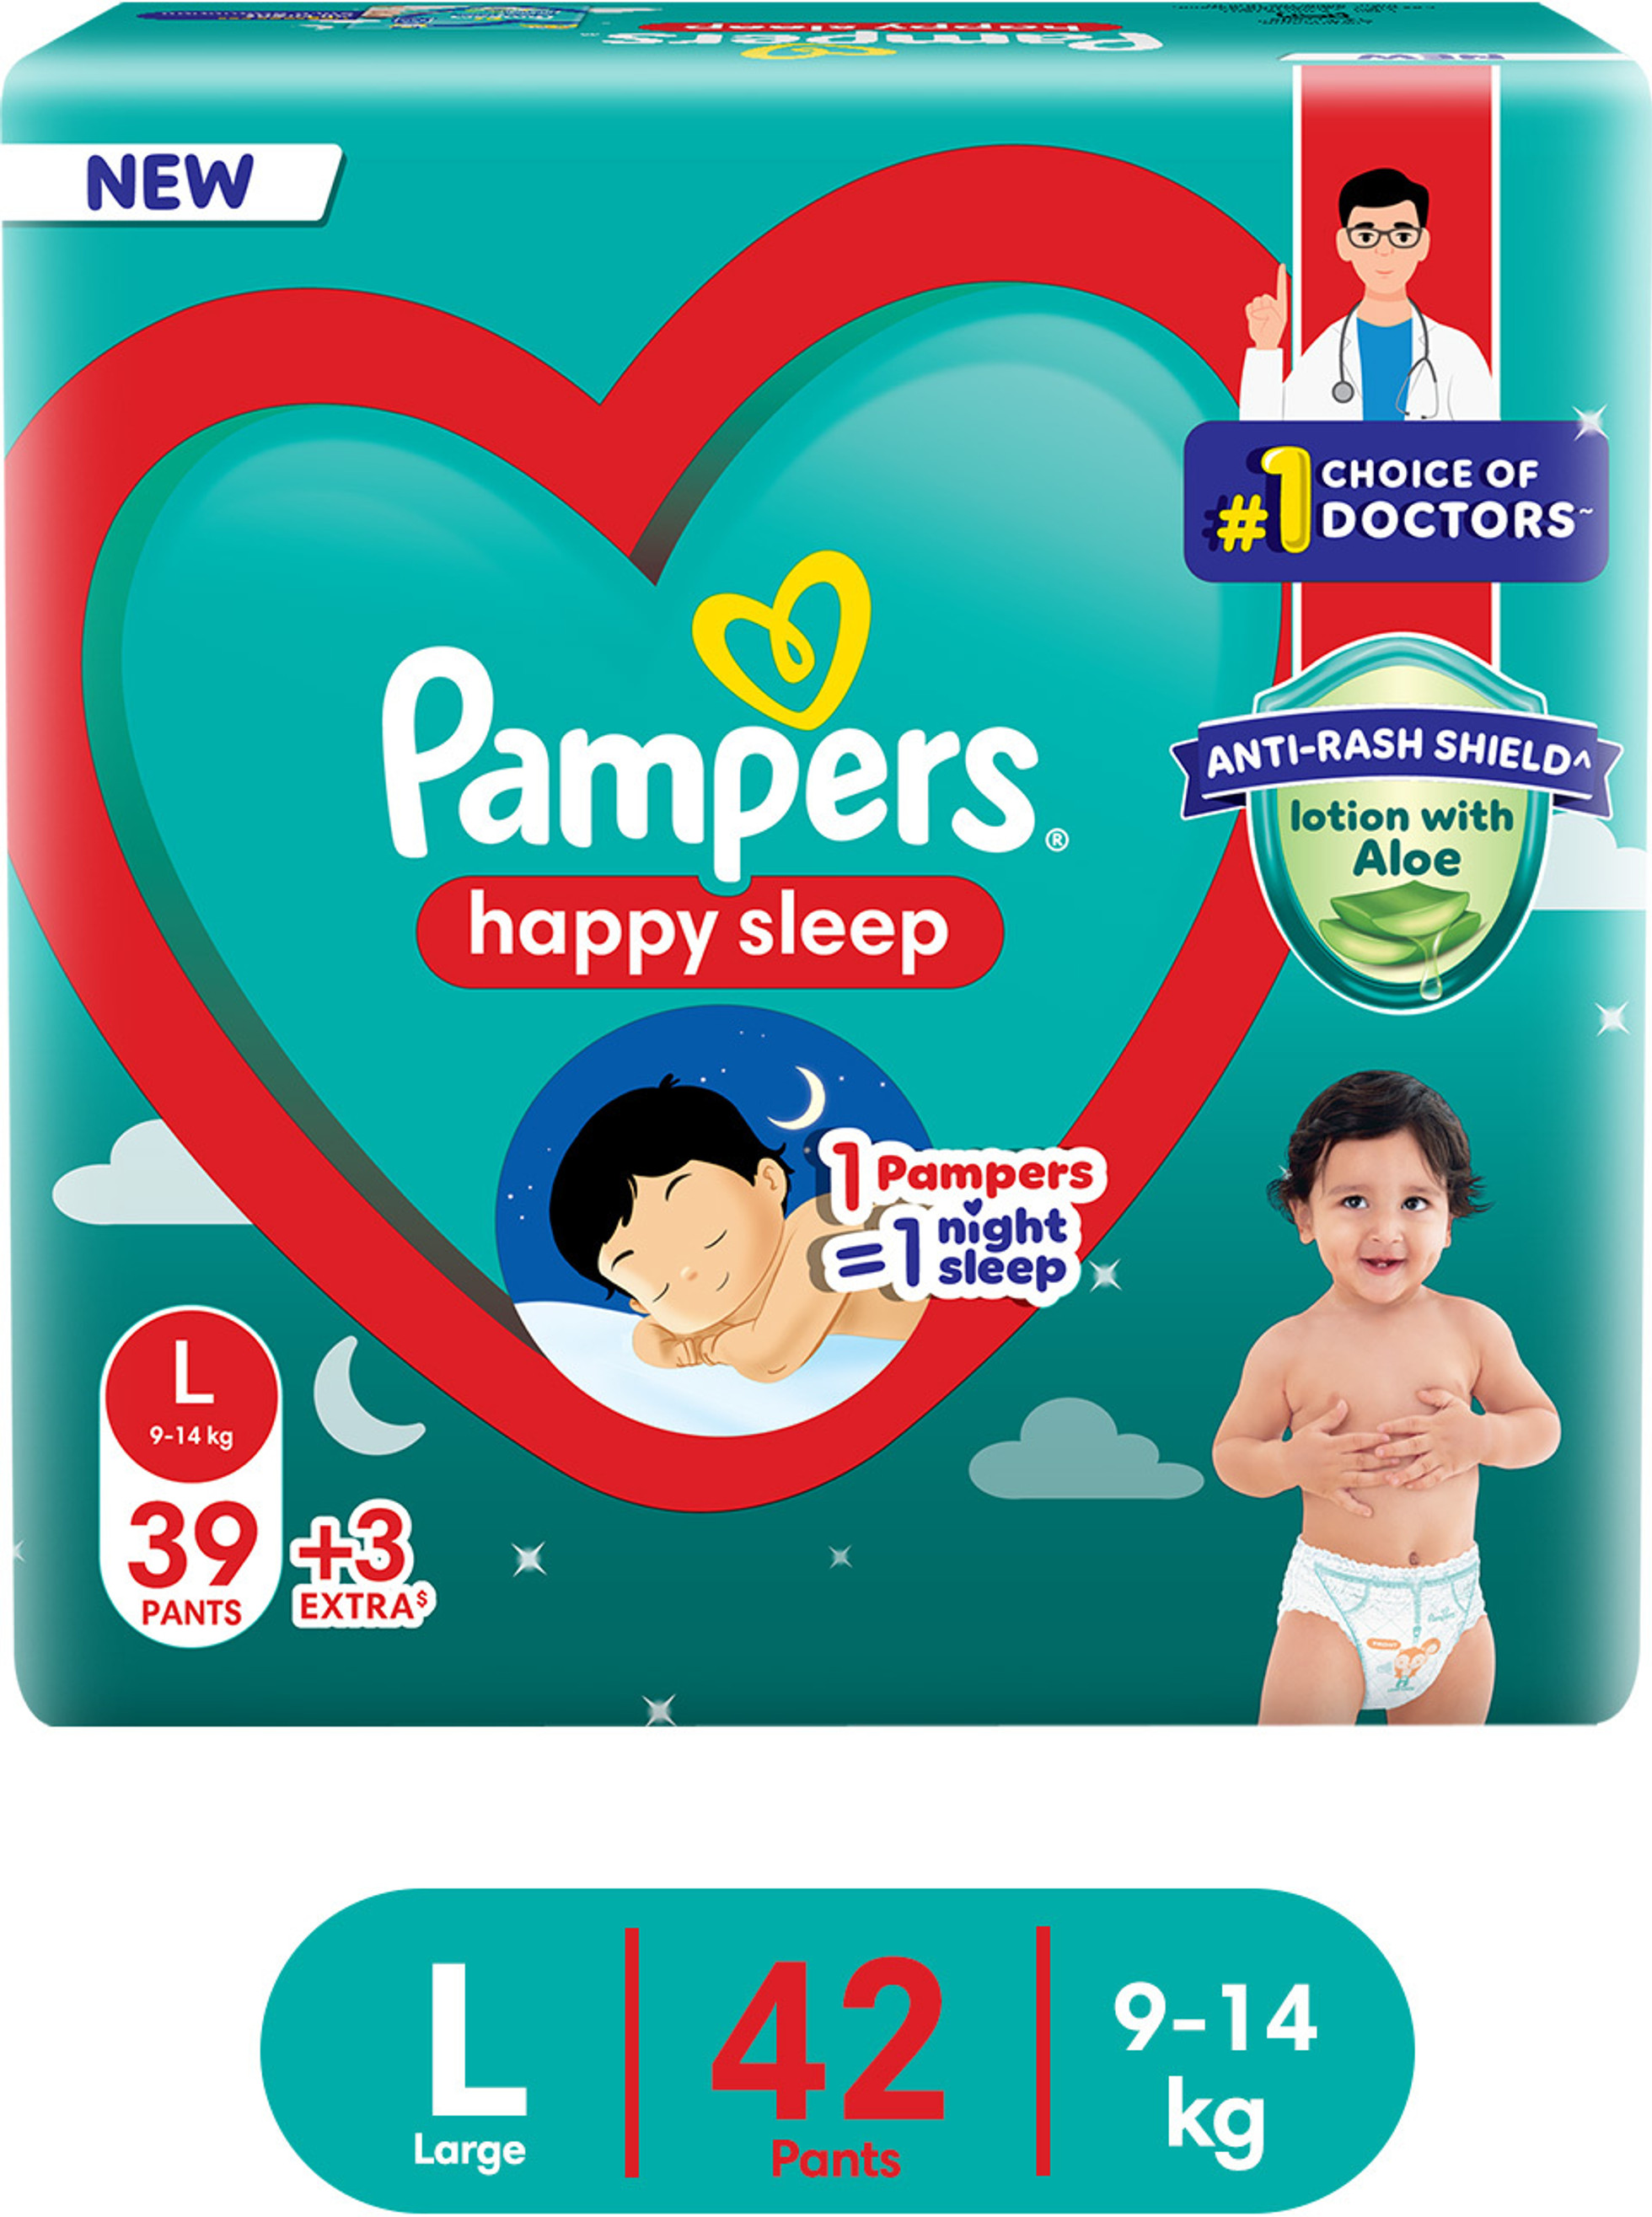 NEW
#1 CHOICE OF
DOCTORS~
ANTI-RASH SHIELD^
lotion with
Aloe
Pampers®
happy sleep
1 Pampers
=1 night
sleep
L
9-14 kg
39
PANTS
+3
EXTRA$
L
Large
42
Pants
9-14
kg